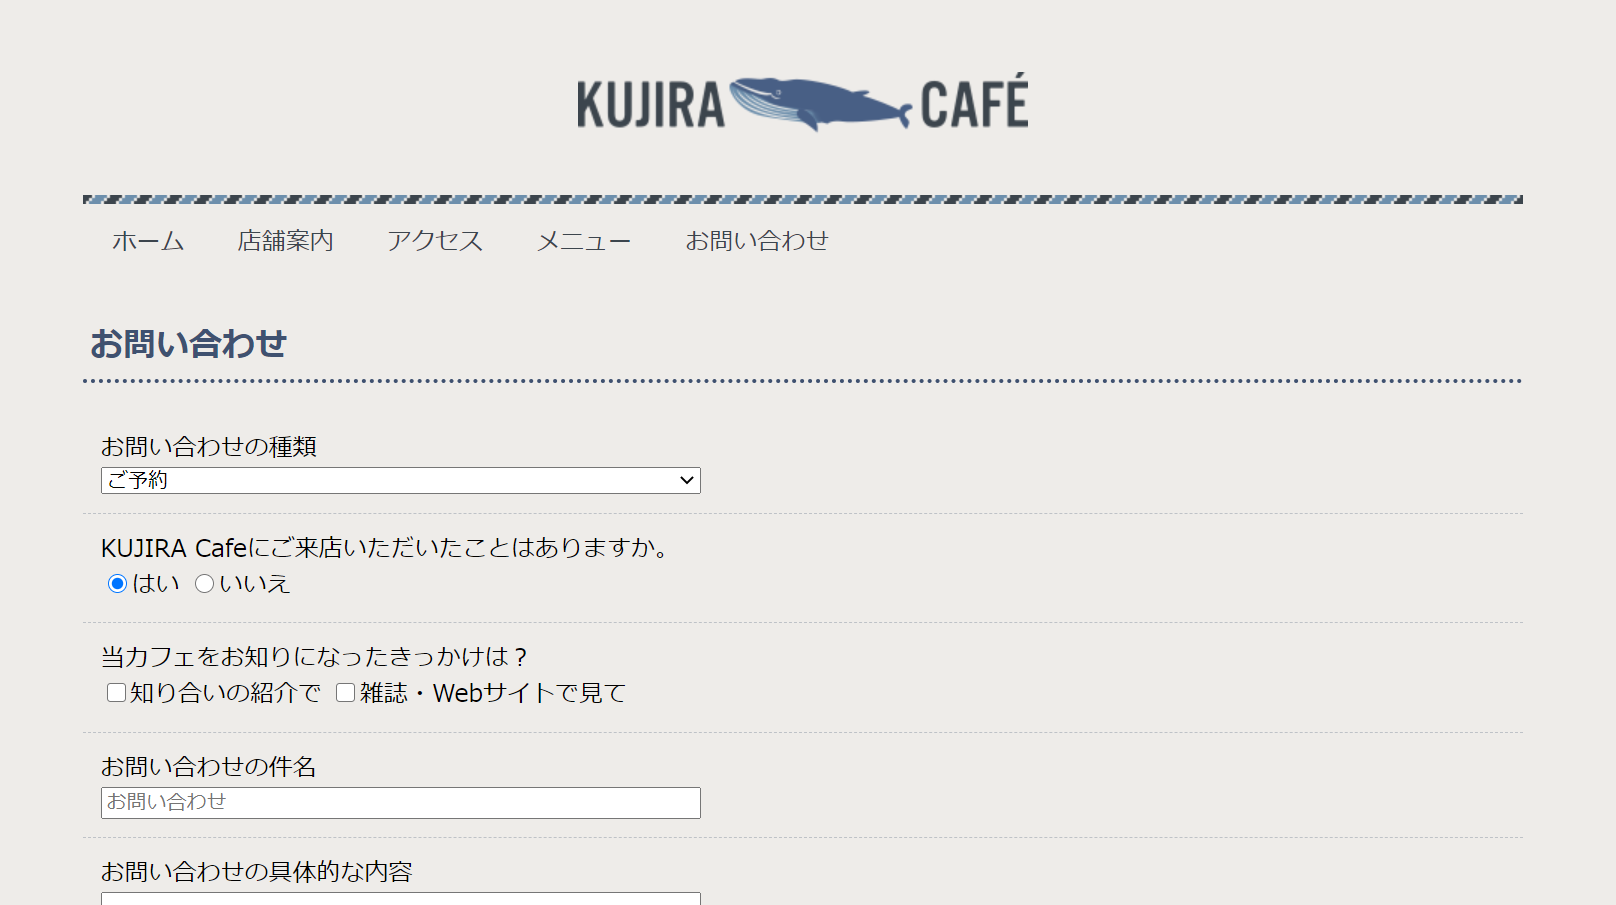 KUJIRA CAFÉ
ホーム 店舗案内 アクセス メニュー お問い合わせ
お問い合わせ
お問い合わせの種類
ご予約
KUJIRA Cafeにご来店いただいたことはありますか。
はい いいえ
当カフェをお知りになったきっかけは？
知り合いの紹介で 雑誌・Webサイトで見て
お問い合わせの件名
お問い合わせ
お問い合わせの具体的な内容